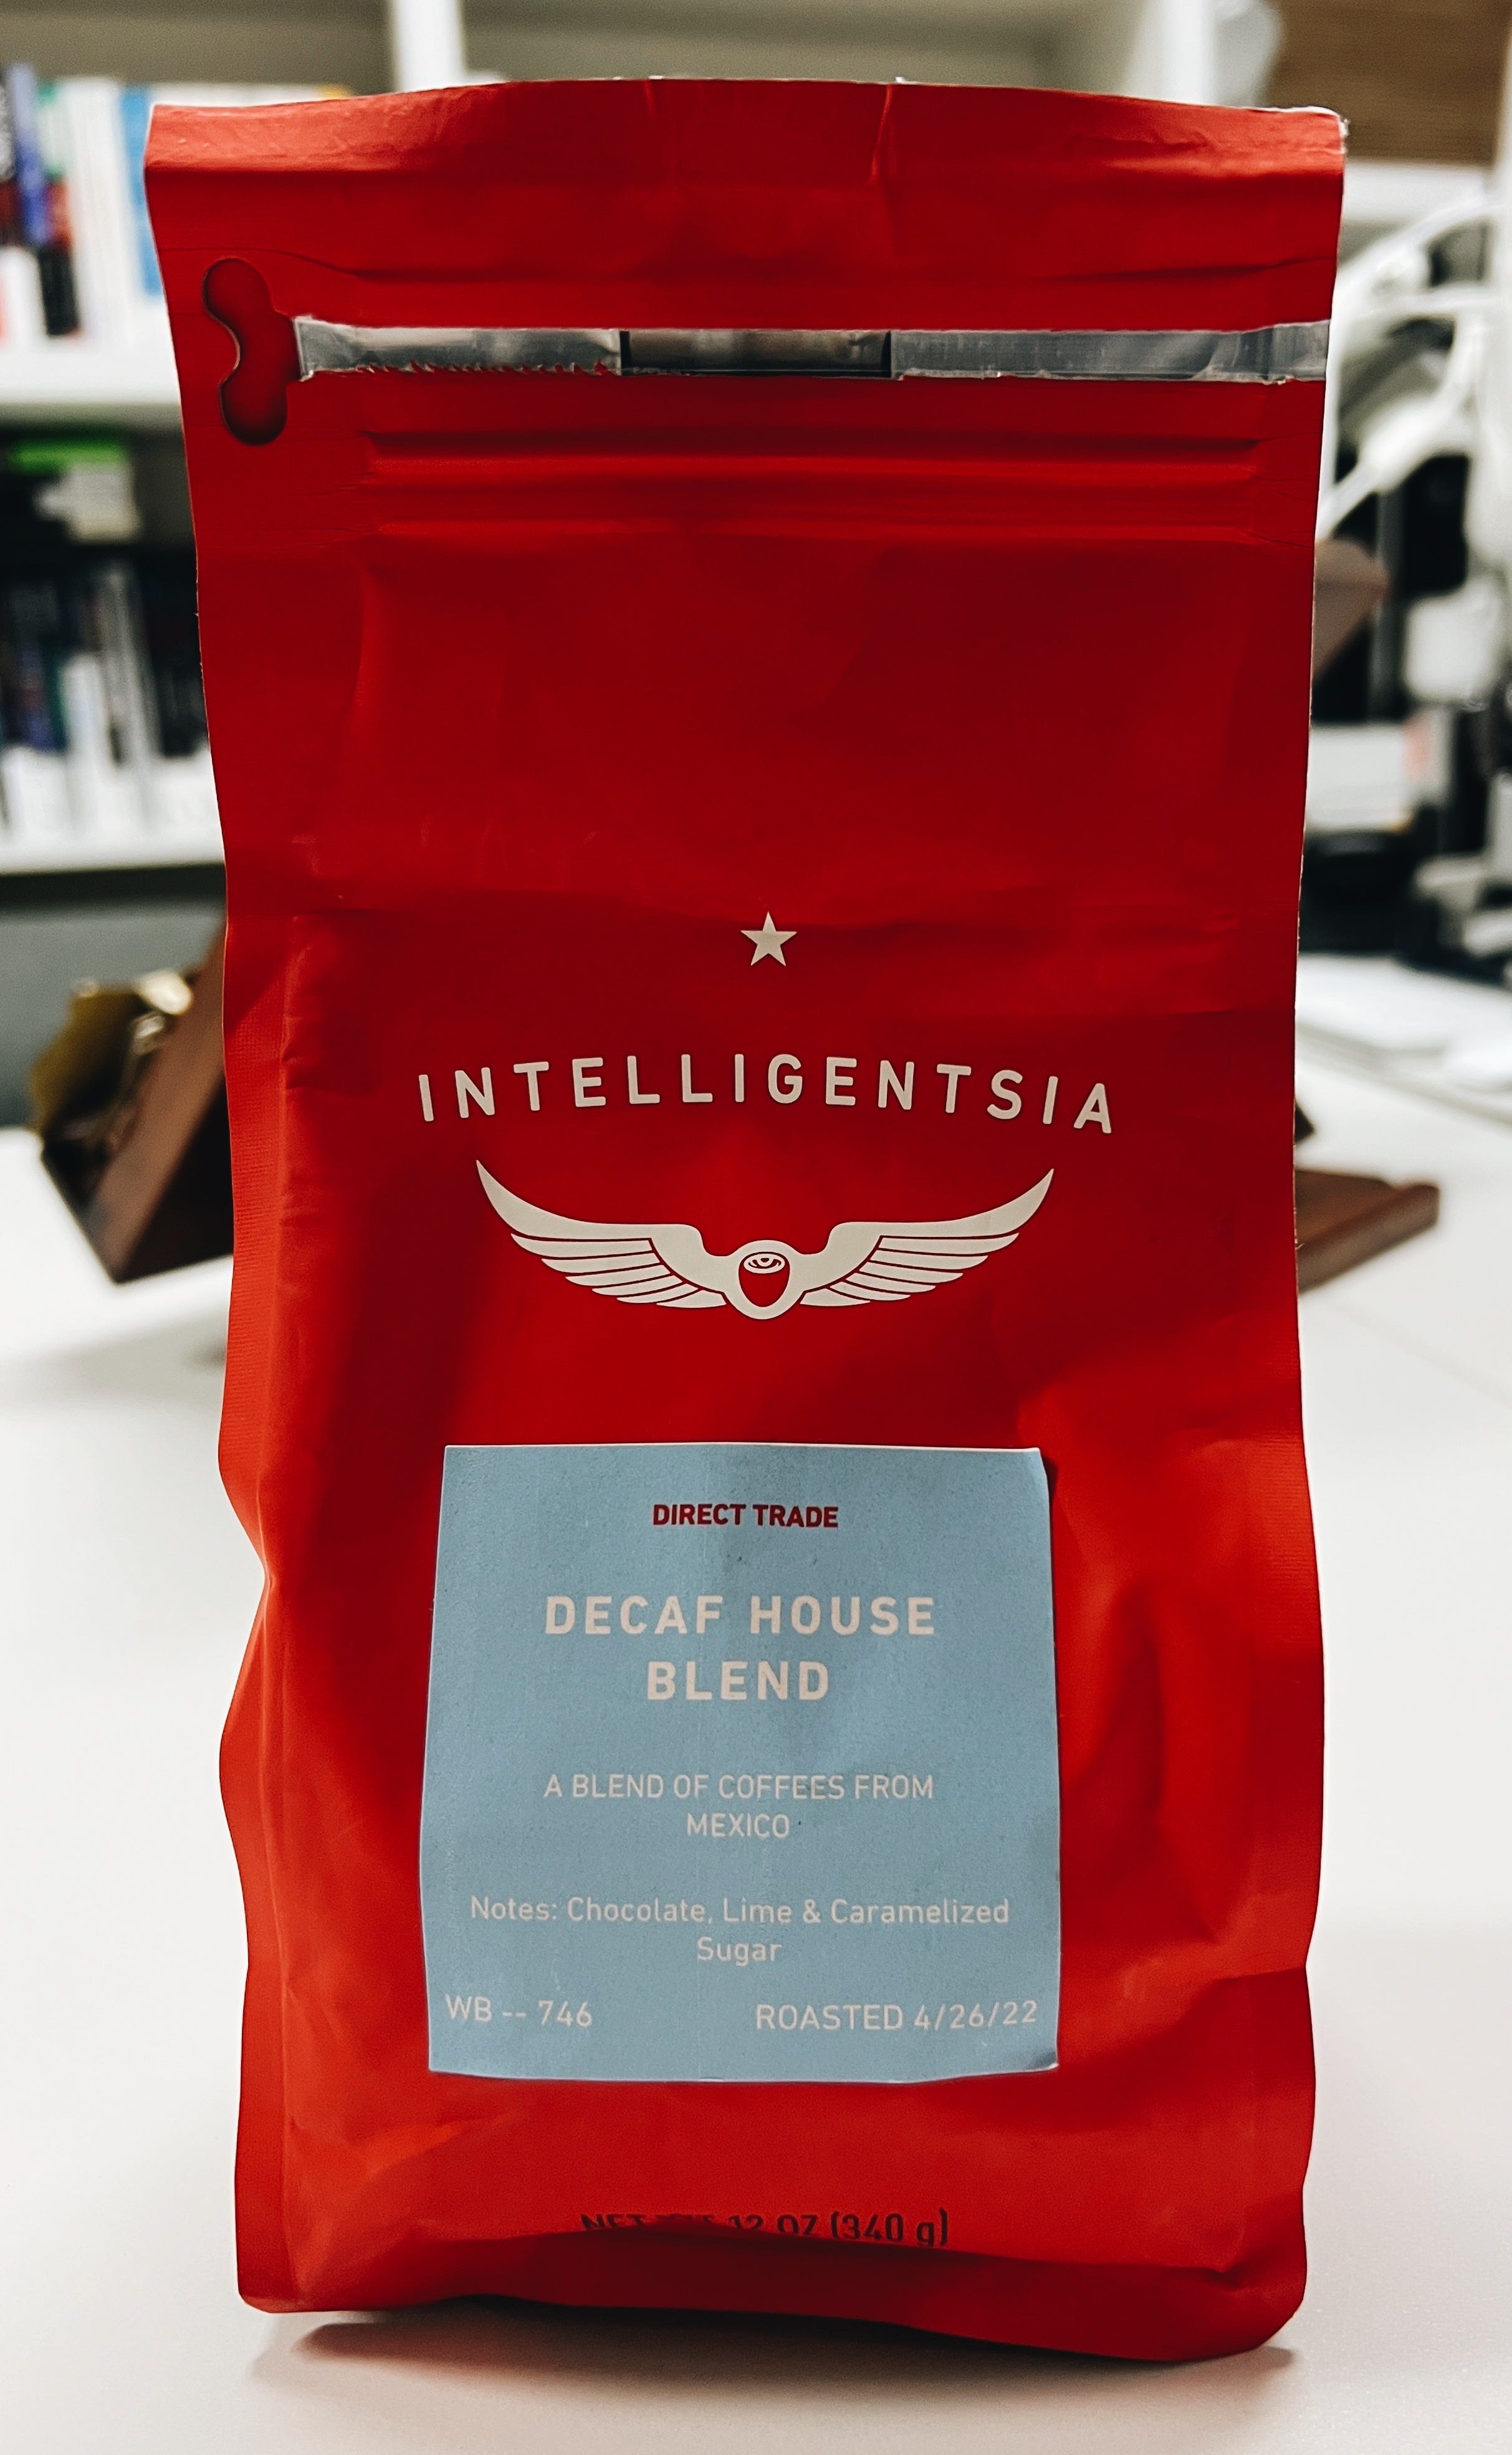 INTELLIGENTSIA
DIRECT TRADE
DECAF HOUSE
BLEND
A BLEND OF COFFEES FROM
MEXICO
Notes: Chocolate, Lime & Caramelized
Sugar
WB -- 746
ROASTED 4/26/22
NET 12 OZ (340 g)